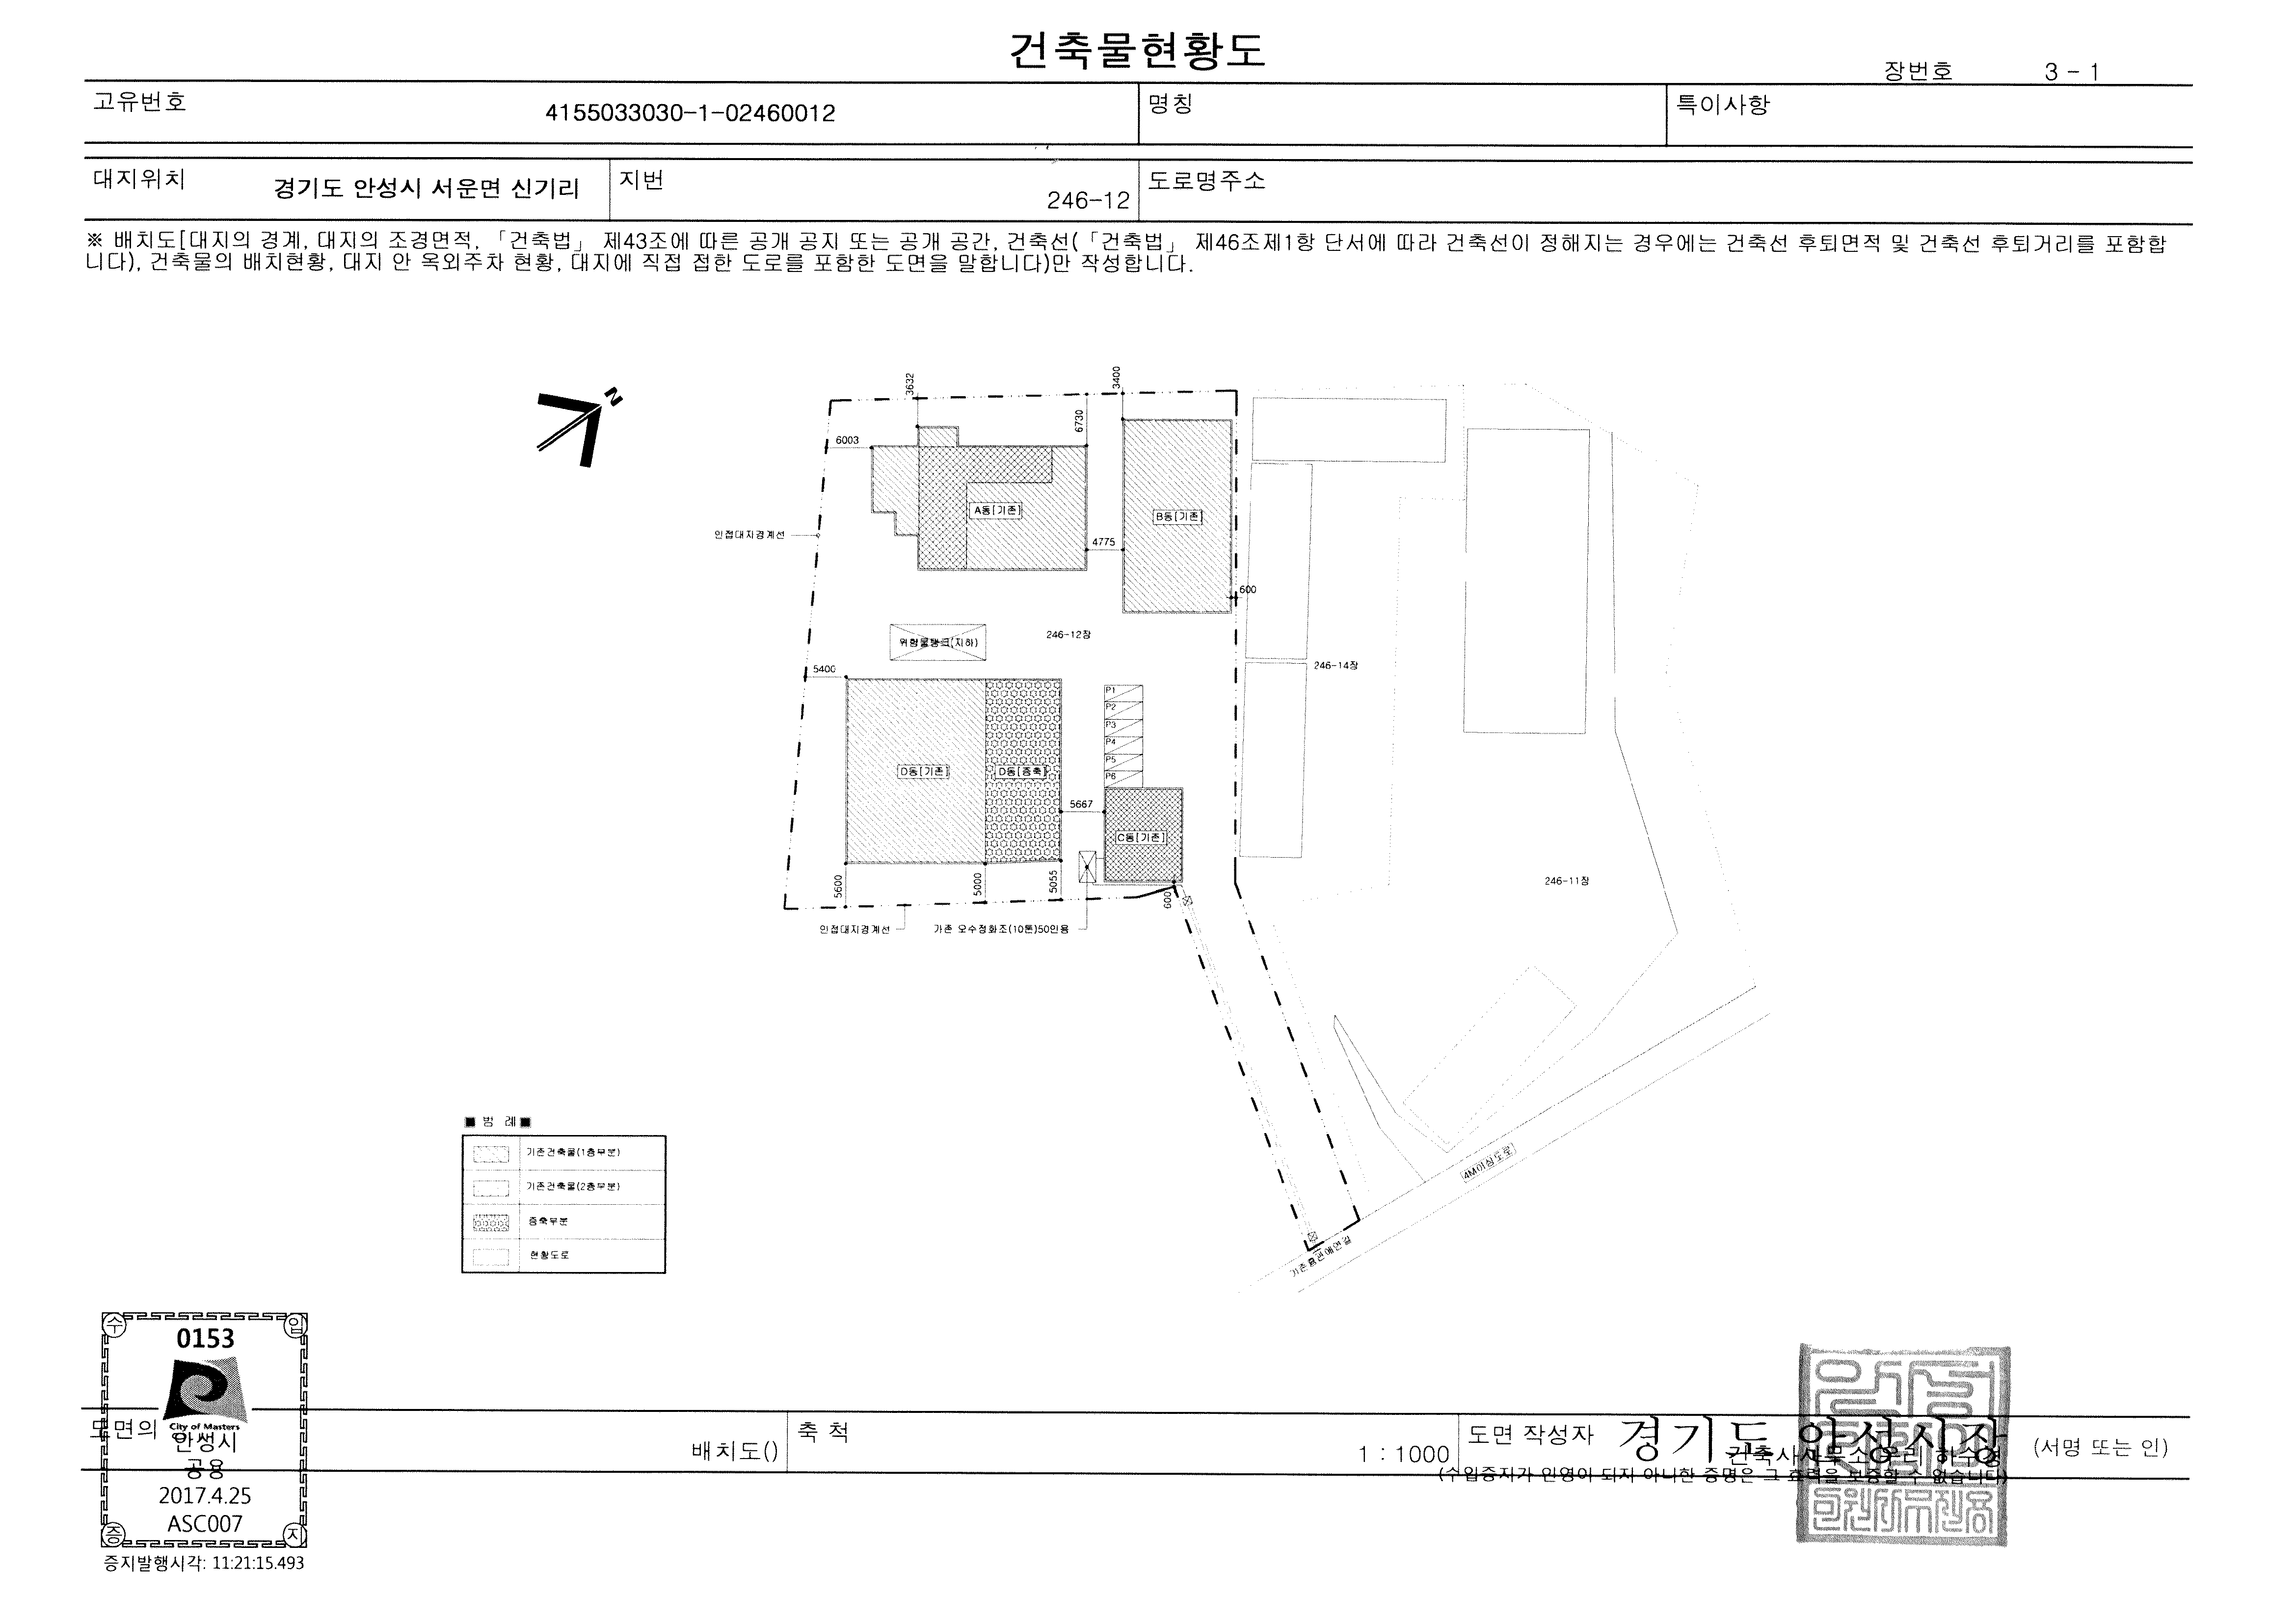 건축물현황도
장번호 3 - 1
고유번호 4155033030-1-02460012 명칭 특이사항
대지위치 경기도 안성시 서운면 신기리 지번 246-12 도로명주소
※ 배치도[대지의 경계, 대지의 조경면적, 「건축법」 제43조에 따른 공개 공지 또는 공개 공간, 건축선(「건축법」 제46조제1항 단서에 따라 건축선이 정해지는 경우에는 건축선 후퇴면적 및 건축선 후퇴거리를 포함합
니다), 건축물의 배치현황, 대지 안 옥외주차 현황, 대지에 직접 접한 도로를 포함한 도면을 말합니다)만 작성합니다.
N
3632
3400
6730
6003
A동[기존]
B동[기존]
인접대지경계선
4775
600
위험물탱크(지하)
246-12장
246-14장
5400
P1
P2
P3
P4
P5
P6
D동[기존]
D동[증축]
5667
C동[기존]
5600
5000
5055
600
246-11장
인접대지경계선
기존 오수정화조(10톤)50인용
4M이상도로
기존흄관에연결
■ 범 례 ■
기존건축물(1층부분)
기존건축물(2층부분)
증축부분
현황도로
수 입
0153
City of Masters
안성시
공용
2017.4.25
ASC007
증 지
증지발행시각: 11:21:15.493
도면의
배치도()
축 척
1 : 1000
도면 작성자
경기도 안성시장
건축사사무소우리 하수영
(서명 또는 인)
(수입증지가 인영이 되지 아니한 증명은 그 효력을 보증할 수 없습니다)